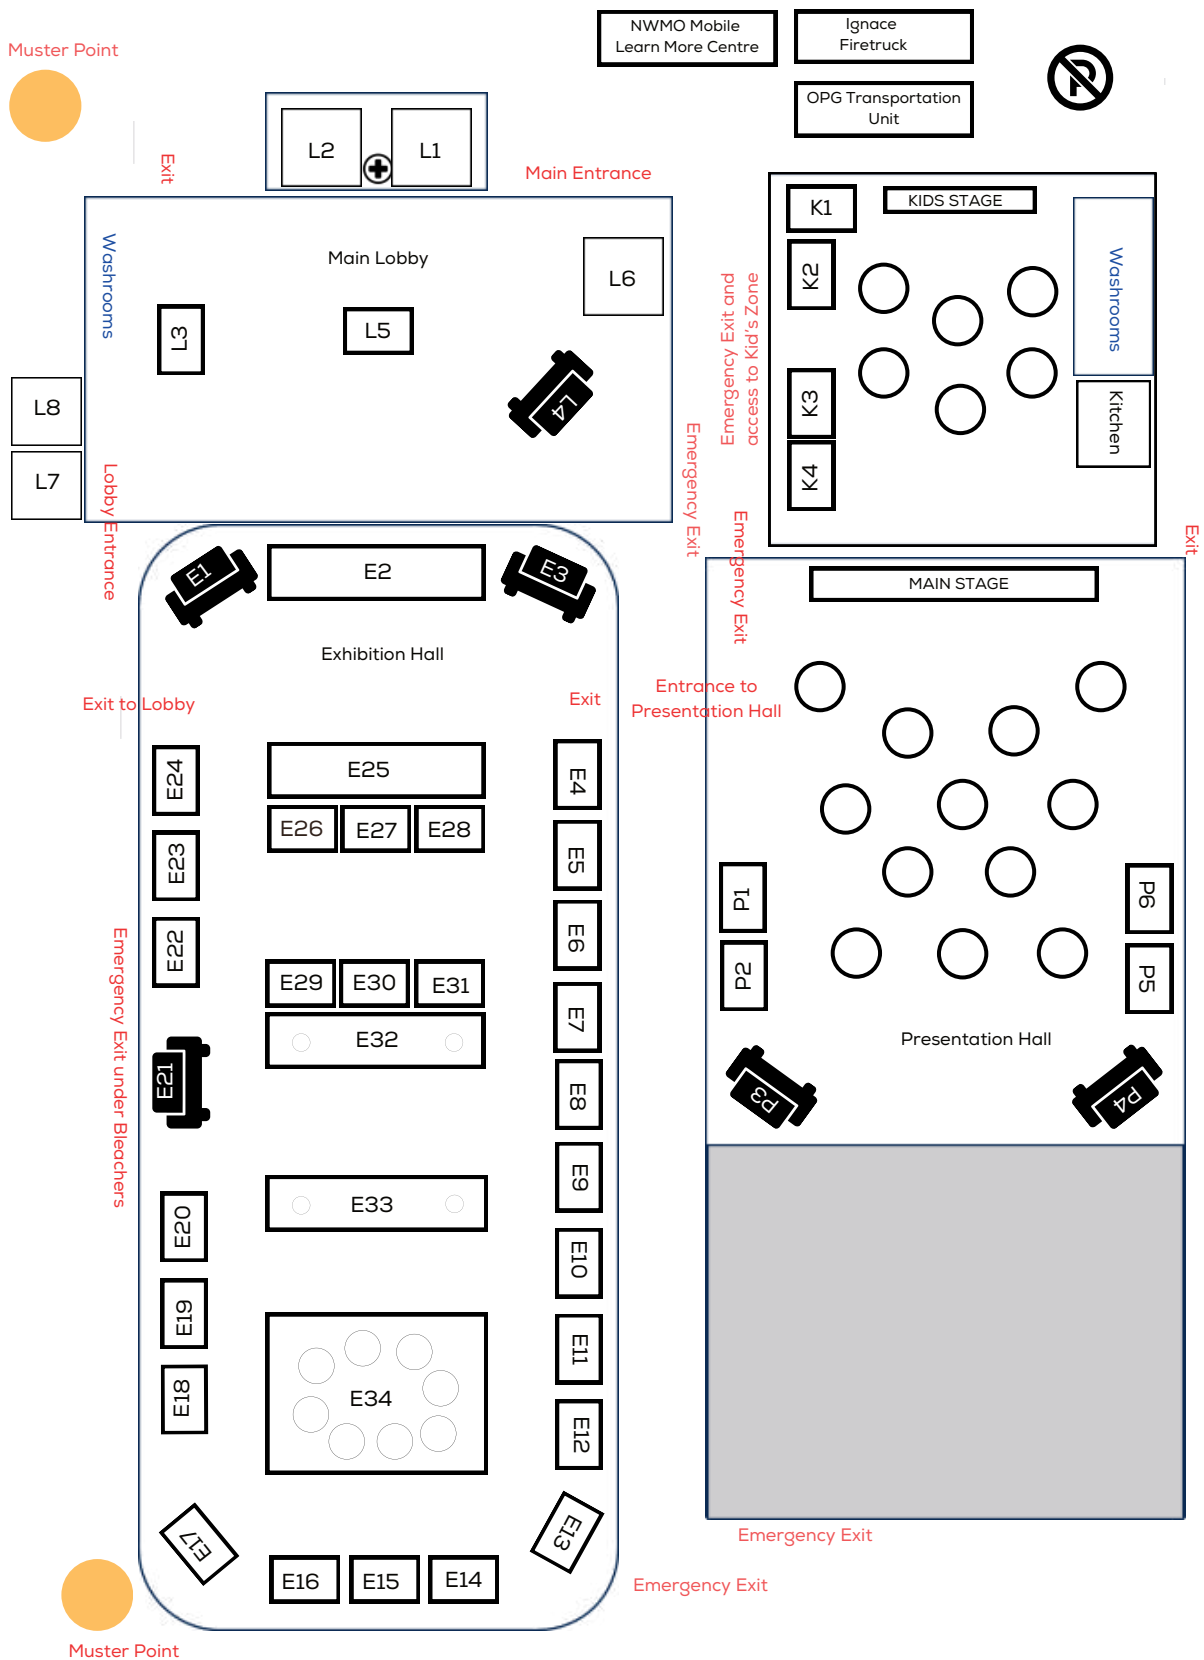 NWMO Mobile
Learn More Centre
Ignace
Firetruck
OPG Transportation
Unit
Muster Point
Exit
L2
L1
Main Entrance
Washrooms
Main Lobby
L3
L5
L6
L4
L8
L7
Lobby Entrance
Emergency Exit
Emergency Exit and
access to Kid's Zone
K1
KIDS STAGE
K2
K3
K4
Washrooms
Kitchen
Exit
Emergency Exit
E1
E2
E3
Exhibition Hall
Exit to Lobby
Exit
Entrance to
Presentation Hall
MAIN STAGE
E24
E25
E4
E26
E27
E28
E23
E5
E22
E6
E29
E30
E31
E32
E7
E21
E8
Emergency Exit under Bleachers
E33
E9
E20
E10
E19
E11
E34
E18
E12
E17
E13
E16
E15
E14
P1
P2
P6
P5
Presentation Hall
P3
P4
Emergency Exit
Emergency Exit
Muster Point